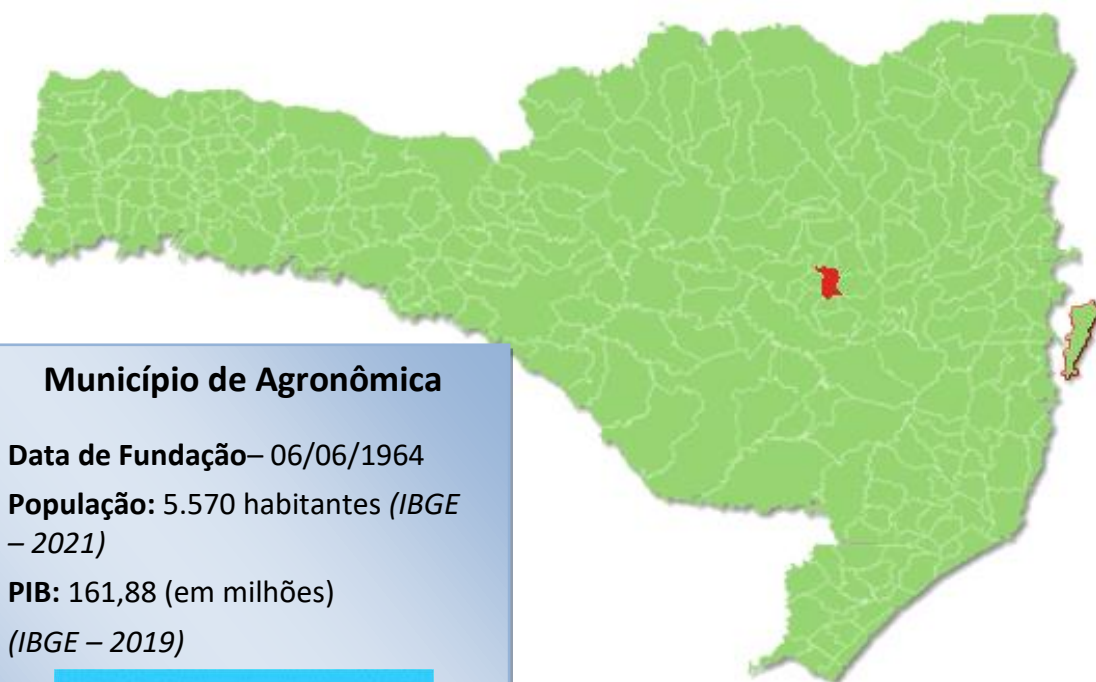 Município de Agronômica
Data de Fundação– 06/06/1964
População: 5.570 habitantes (IBGE
– 2021)
PIB: 161,88 (em milhões)
(IBGE – 2019)